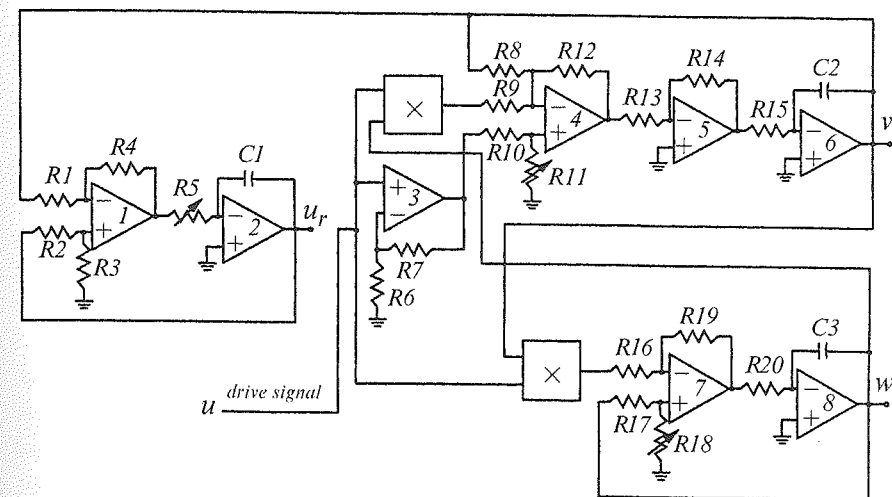 R8
R12
R14
C2
R9
R13
R15
×
4
5
6
v
R10
R11
R4
C1
R1
R5
3
1
2
u_r
R2
R3
R7
R6
R19
C3
R16
R20
×
7
8
w
R17
R18
u drive signal